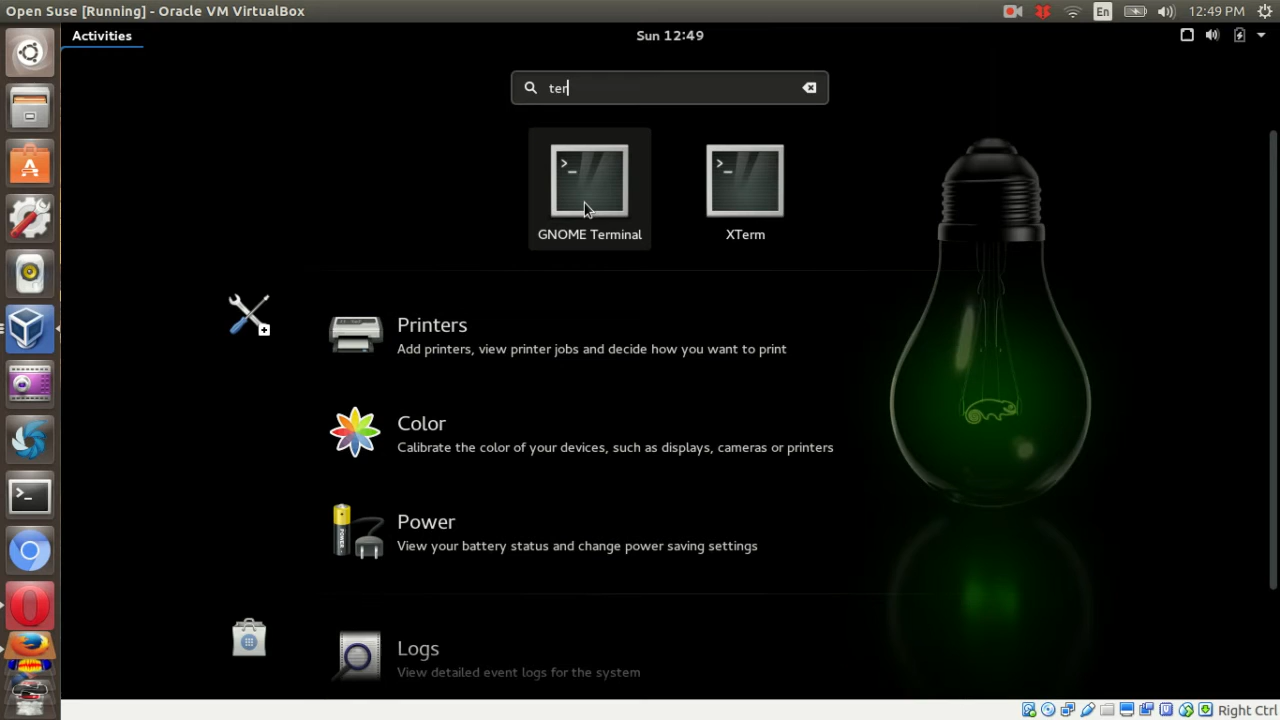 Open Suse [Running] - Oracle VM VirtualBox
En
12:49 PM
Activities
Sun 12:49
ter
>_
>_
GNOME Terminal
XTerm
Printers
Add printers, view printer jobs and decide how you want to print
Color
Calibrate the color of your devices, such as displays, cameras or printers
Power
View your battery status and change power saving settings
Logs
View detailed event logs for the system
Right Ctrl